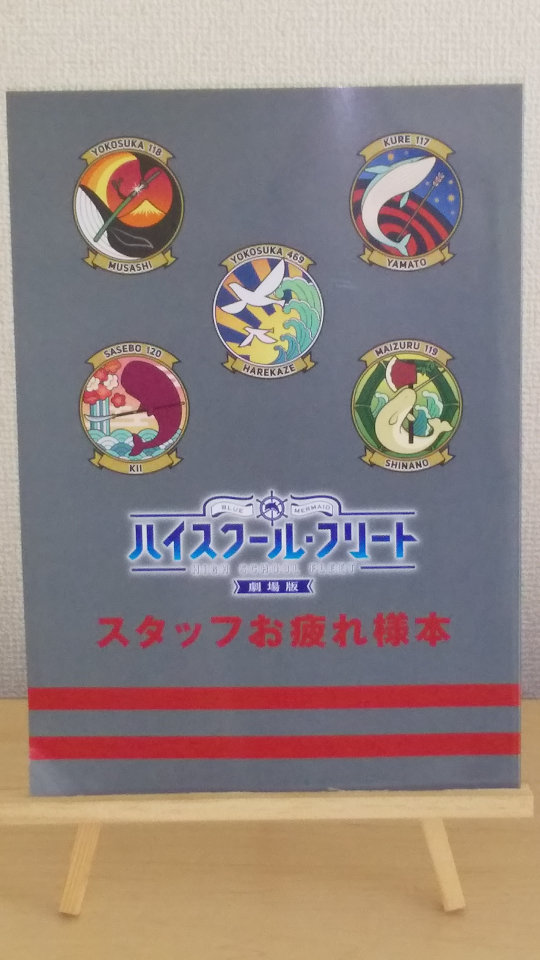 YOKOSUKA 118
MUSASHI
KURE 117
YAMATO
YOKOSUKA 469
HAREKAZE
SASEBO 120
KII
MAIZURU 119
SHINANO
BLUE MERMAID
ハイスクール・フリート
HIGH SCHOOL FLEET
劇場版
スタッフお疲れ様本